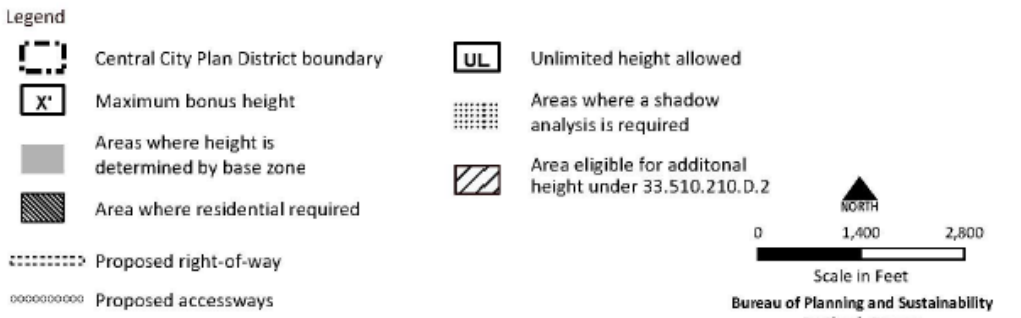 Legend
Central City Plan District boundary
X'
Maximum bonus height
Areas where height is
determined by base zone
Area where residential required
Proposed right-of-way
Proposed accessways
UL
Unlimited height allowed
Areas where a shadow
analysis is required
Area eligible for additonal
height under 33.510.210.D.2
NORTH
0 1,400 2,800
Scale in Feet
Bureau of Planning and Sustainability